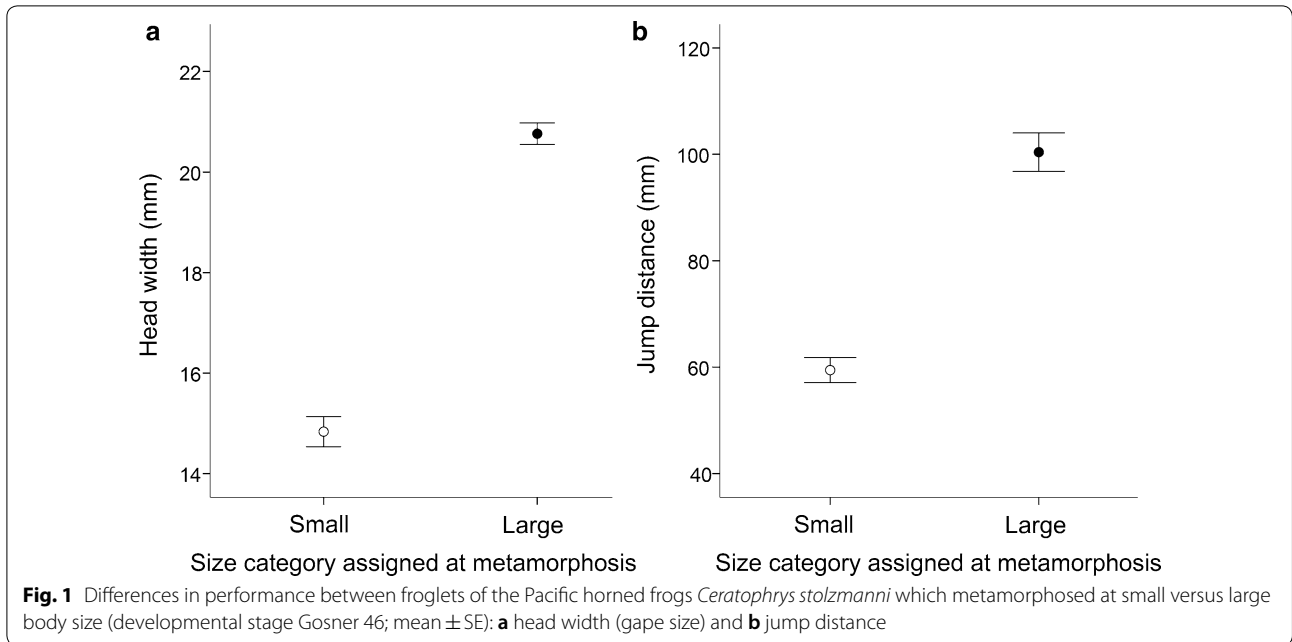 a
22
20
18
16
14
Head width (mm)
Small Large
Size category assigned at metamorphosis
b
120
100
80
60
40
Jump distance (mm)
Small Large
Size category assigned at metamorphosis
Fig. 1 Differences in performance between froglets of the Pacific horned frogs Ceratophrys stolzmanni which metamorphosed at small versus large
body size (developmental stage Gosner 46; mean ± SE): a head width (gape size) and b jump distance